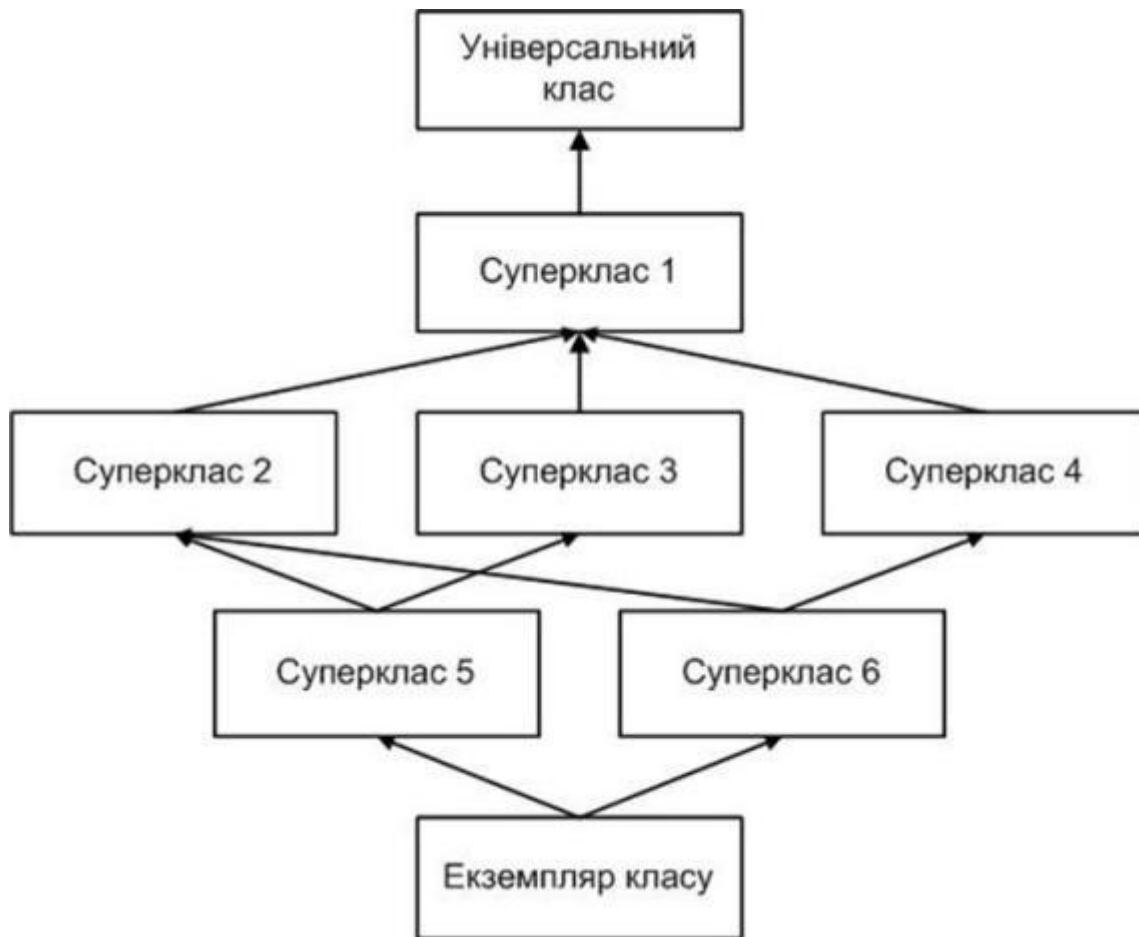 Універсальний
клас
Суперклас 1
Суперклас 2
Суперклас 3
Суперклас 4
Суперклас 5
Суперклас 6
Екземпляр класу